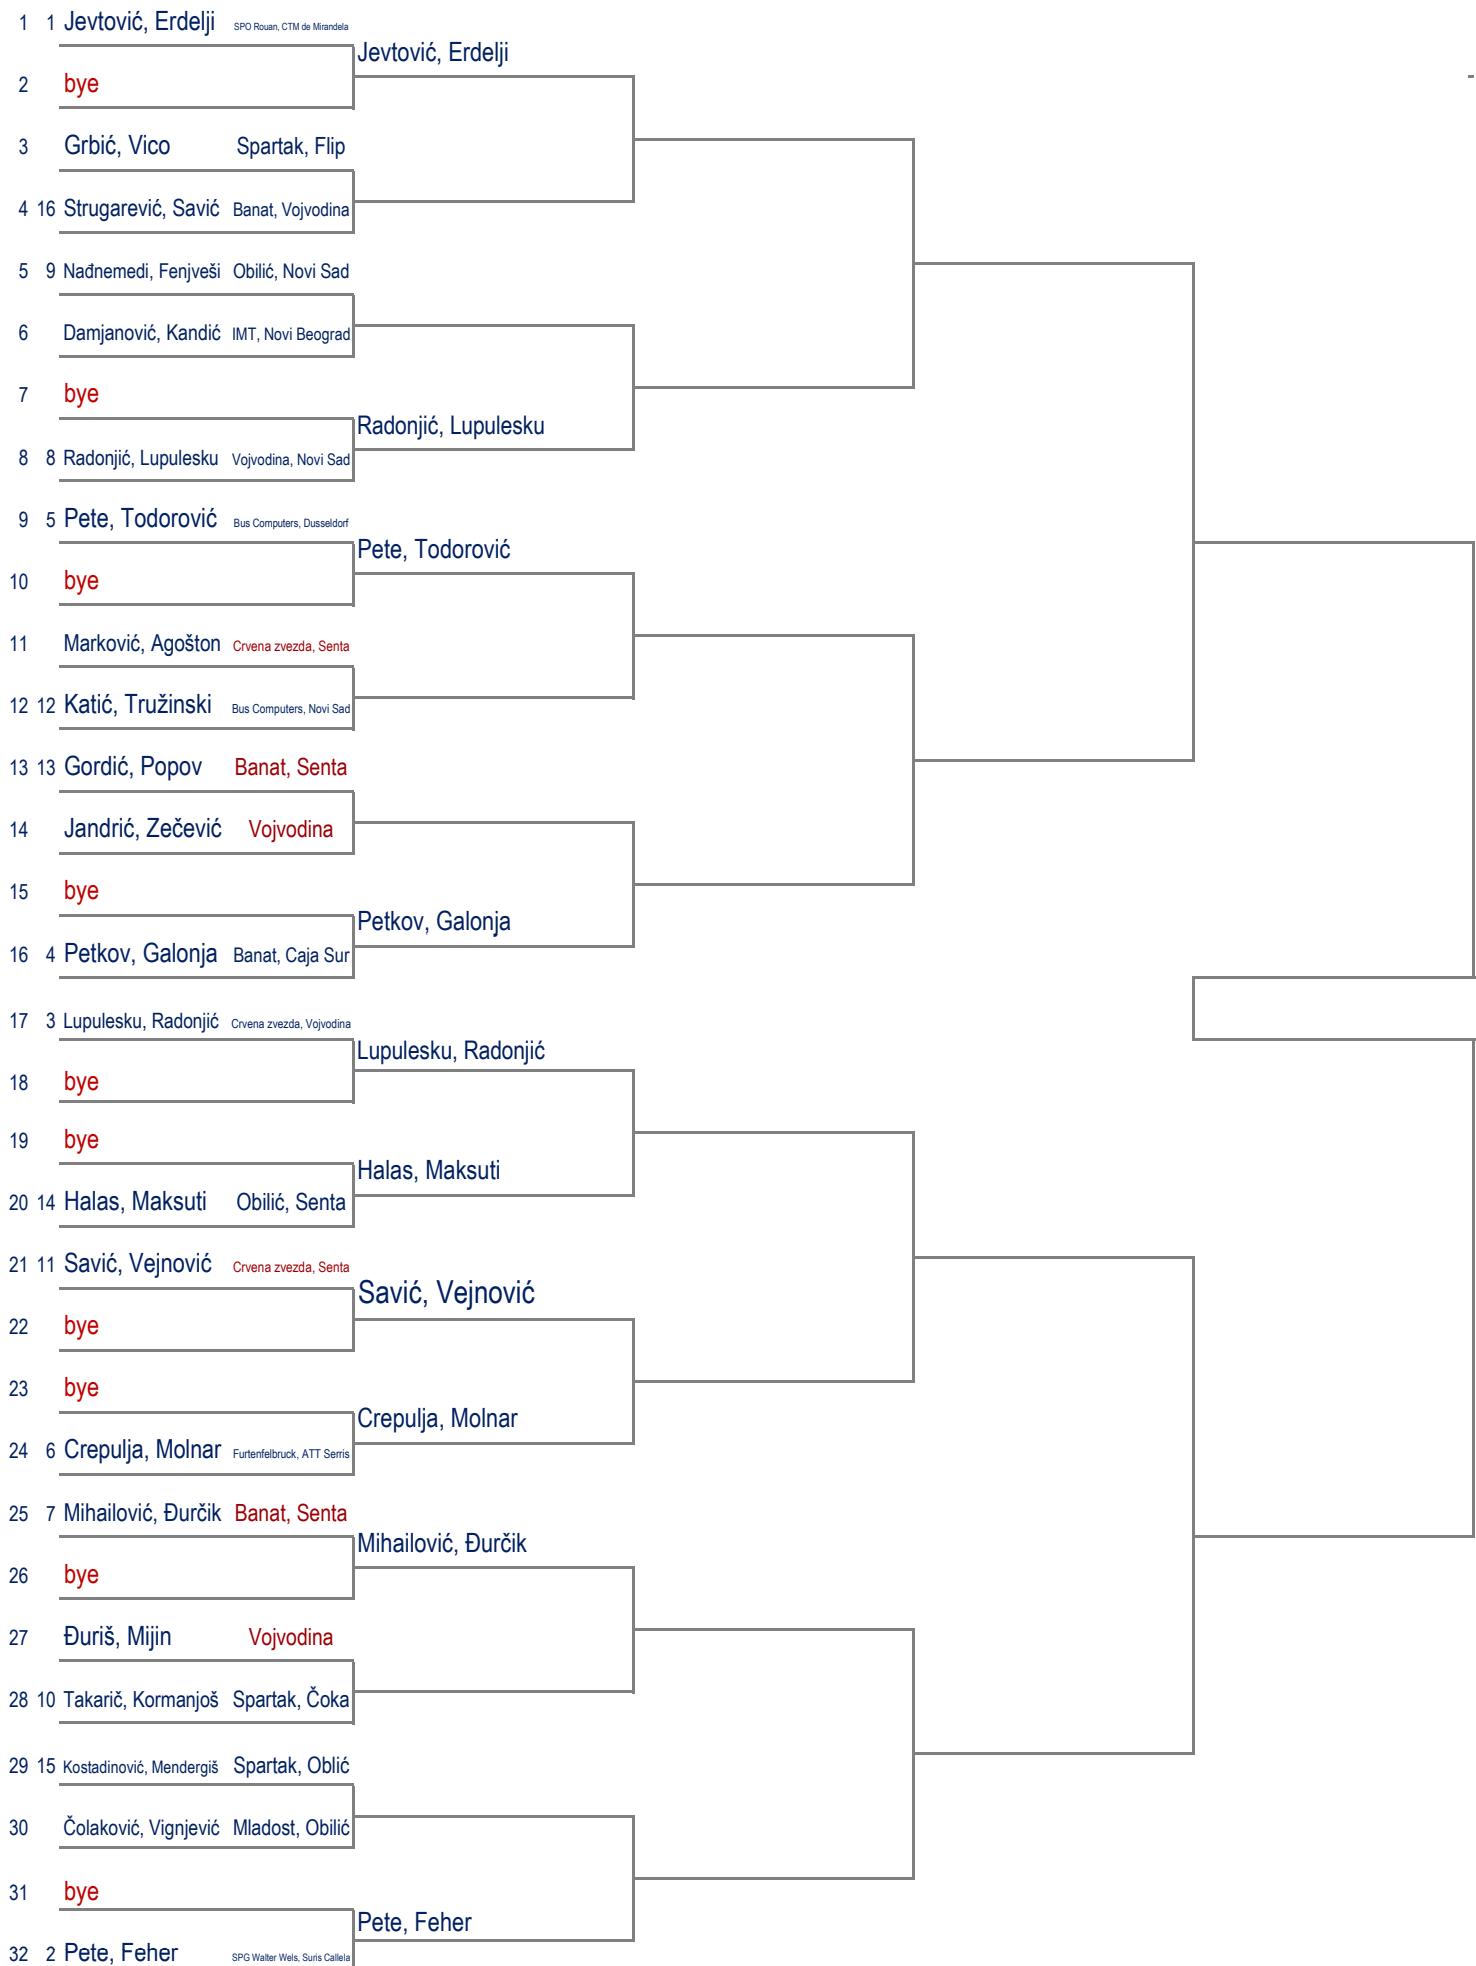 1 1 Jevtović, Erdelji SPO Rouan, CTM de Mirandela
Jevtović, Erdelji
2 bye
3 Grbić, Vico Spartak, Flip
4 16 Strugarević, Savić Banat, Vojvodina
5 9 Nađnemedi, Fenjveši Obilić, Novi Sad
6 Damjanović, Kandić IMT, Novi Beograd
7 bye
Radonjić, Lupulesku
8 8 Radonjić, Lupulesku Vojvodina, Novi Sad
9 5 Pete, Todorović Bus Computers, Dusseldorf
Pete, Todorović
10 bye
11 Marković, Agošton Crvena zvezda, Senta
12 12 Katić, Tružinski Bus Computers, Novi Sad
13 13 Gordić, Popov Banat, Senta
14 Jandrić, Zečević Vojvodina
15 bye
Petkov, Galonja
16 4 Petkov, Galonja Banat, Caja Sur
17 3 Lupulesku, Radonjić Crvena zvezda, Vojvodina
Lupulesku, Radonjić
18 bye
19 bye
Halas, Maksuti
20 14 Halas, Maksuti Obilić, Senta
21 11 Savić, Vejnović Crvena zvezda, Senta
Savić, Vejnović
22 bye
23 bye
Crepulja, Molnar
24 6 Crepulja, Molnar Furtenfelbruck, ATT Serris
25 7 Mihailović, Đurčik Banat, Senta
Mihailović, Đurčik
26 bye
27 Đuriš, Mijin Vojvodina
28 10 Takarič, Kormanjoš Spartak, Čoka
29 15 Kostadinović, Mendergiš Spartak, Oblić
30 Čolaković, Vignjević Mladost, Obilić
31 bye
Pete, Feher
32 2 Pete, Feher SPG Walter Wels, Suris Callela